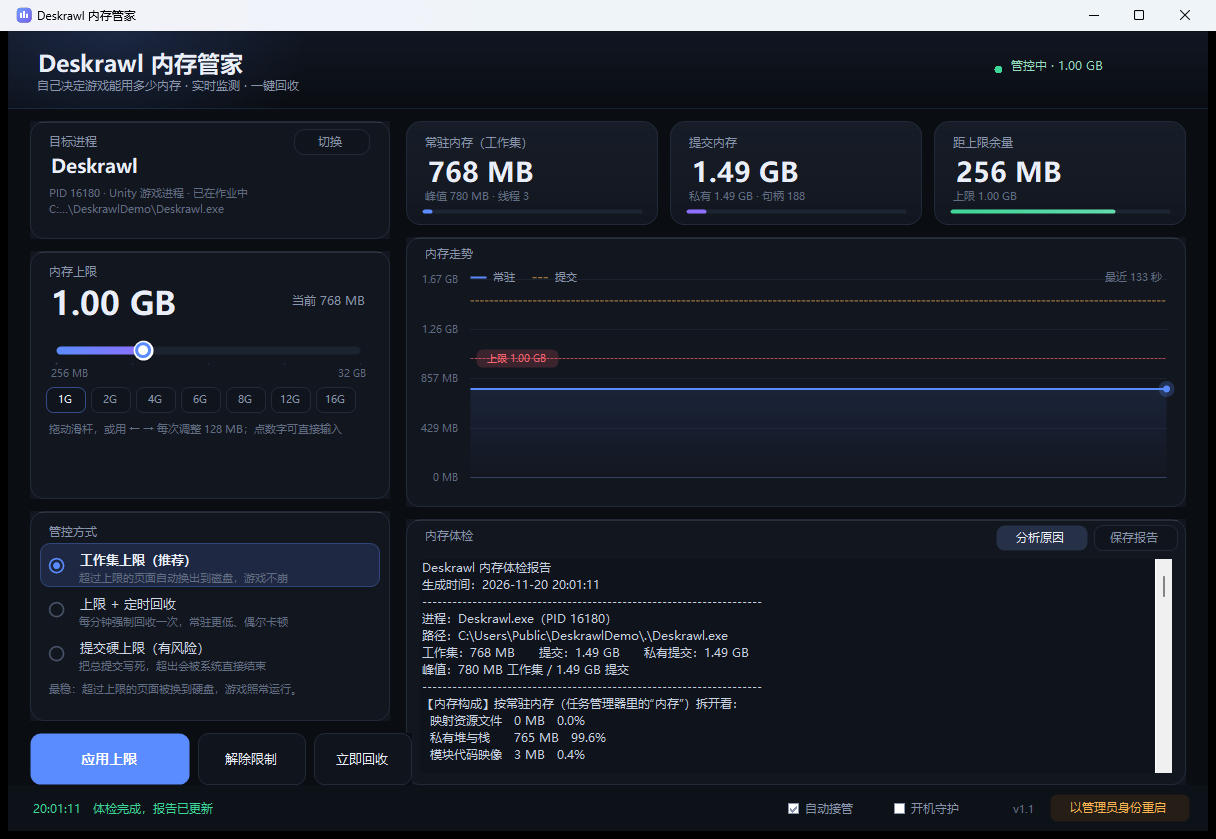 Deskrawl 内存管家
Deskrawl 内存管家
自己决定游戏能用多少内存 · 实时监测 · 一键回收
管控中 · 1.00 GB
目标进程
切换
Deskrawl
PID 16180 · Unity 游戏进程 · 已在作业中
C:...\DeskrawlDemo\Deskrawl.exe
常驻内存（工作集）
768 MB
峰值 780 MB · 线程 3
提交内存
1.49 GB
私有 1.49 GB · 句柄 188
距上限余量
256 MB
上限 1.00 GB
内存上限
1.00 GB
当前 768 MB
256 MB
32 GB
1G
2G
4G
6G
8G
12G
16G
拖动滑杆，或用 ← → 每次调整 128 MB；点数字可直接输入
内存走势
常驻
提交
最近 133 秒
1.67 GB
1.26 GB
上限 1.00 GB
857 MB
429 MB
0 MB
管控方式
工作集上限（推荐）
超过上限的页面自动换出到磁盘，游戏不崩
上限 + 定时回收
每分钟强制回收一次，常驻更低、偶尔卡顿
提交硬上限（有风险）
把总提交写死，超出会被系统直接结束
最稳：超过上限的页面被换到硬盘，游戏照常运行。
应用上限
解除限制
立即回收
内存体检
分析原因
保存报告
Deskrawl 内存体检报告
生成时间：2026-11-20 20:01:11
--------------------------------------------------------------------
进程：Deskrawl.exe（PID 16180）
路径：C:\Users\Public\DeskrawlDemo\.\Deskrawl.exe
工作集：768 MB 提交：1.49 GB 私有提交：1.49 GB
峰值：780 MB 工作集 / 1.49 GB 提交
--------------------------------------------------------------------
【内存构成】按常驻内存（任务管理器里的“内存”）拆开看：
映射资源文件 0 MB 0.0%
私有堆与栈 765 MB 99.6%
模块代码映像 3 MB 0.4%
20:01:11 体检完成，报告已更新
自动接管
开机守护
v1.1
以管理员身份重启